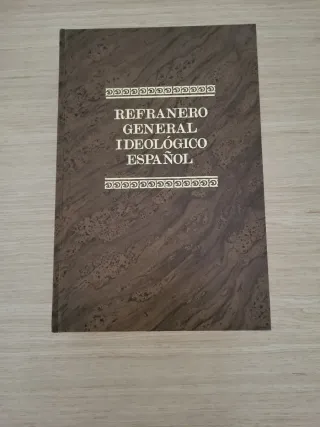 REFRANERO
GENERAL
IDEOLÓGICO
ESPAÑOL